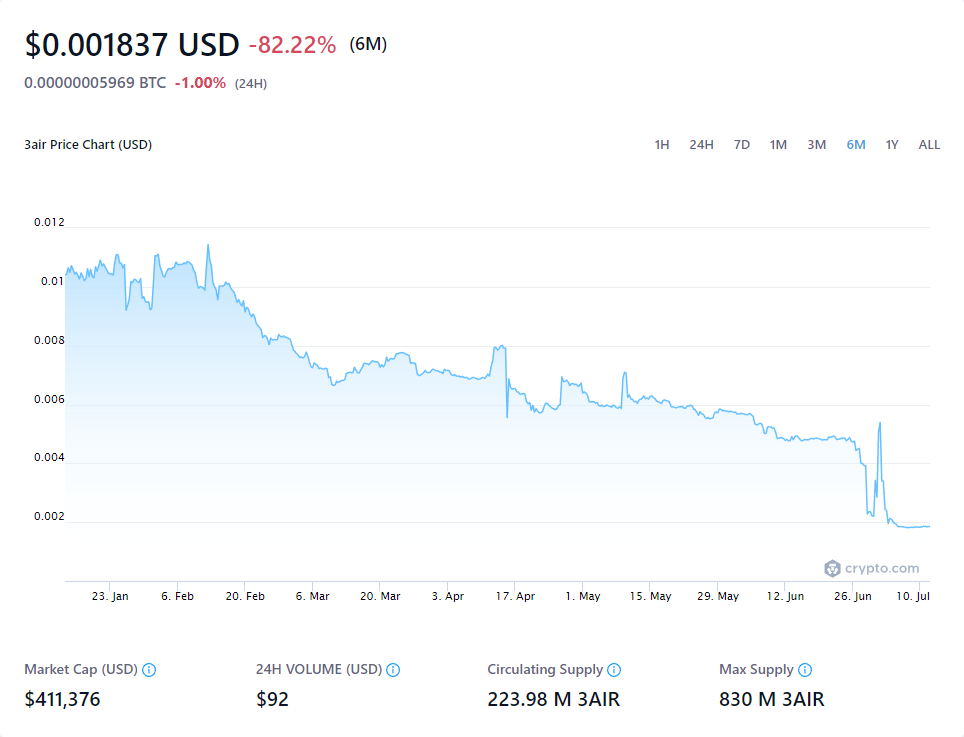 $0.001837 USD -82.22% (6M)
0.00000005969 BTC -1.00% (24H)
3air Price Chart (USD) 1H 24H 7D 1M 3M 6M 1Y ALL
0.012
0.01
0.008
0.006
0.004
0.002
crypto.com
23. Jan 6. Feb 20. Feb 6. Mar 20. Mar 3. Apr 17. Apr 1. May 15. May 29. May 12. Jun 26. Jun 10. Jul
Market Cap (USD) 24H VOLUME (USD) Circulating Supply Max Supply
$411,376 $92 223.98 M 3AIR 830 M 3AIR